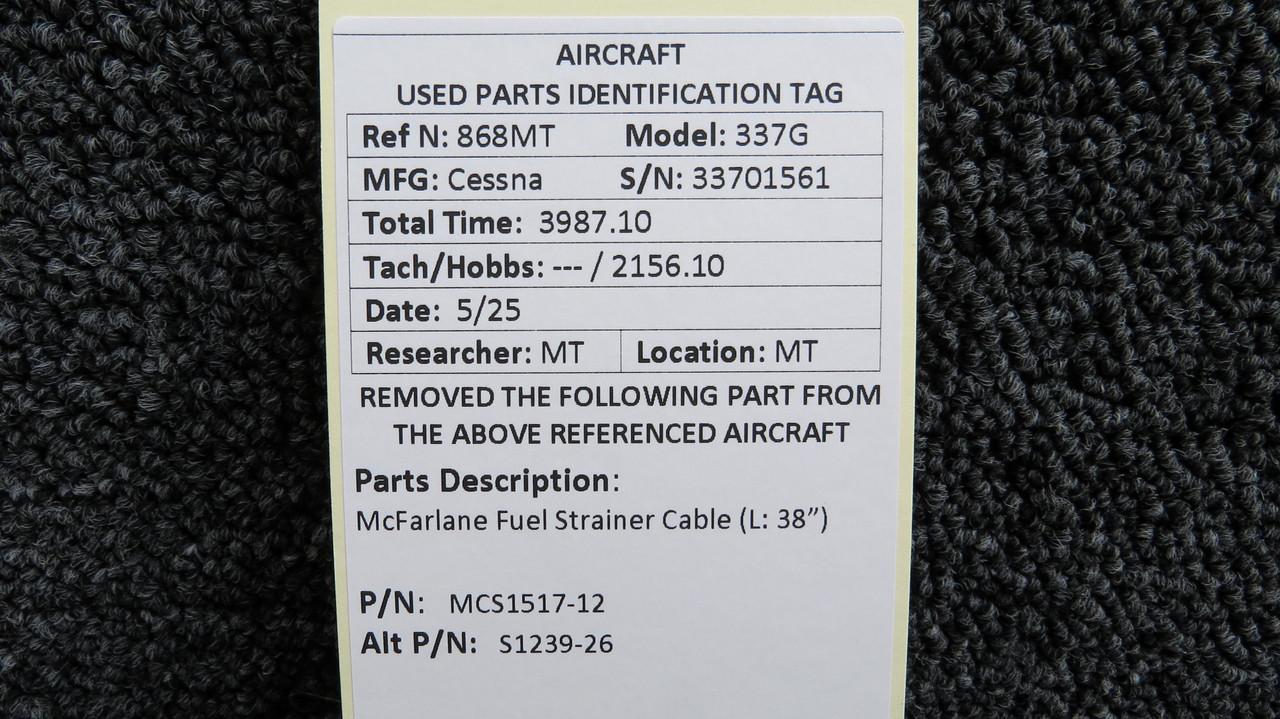 AIRCRAFT
USED PARTS IDENTIFICATION TAG
Ref N: 868MT Model: 337G
MFG: Cessna S/N: 33701561
Total Time: 3987.10
Tach/Hobbs: --- / 2156.10
Date: 5/25
Researcher: MT Location: MT
REMOVED THE FOLLOWING PART FROM
THE ABOVE REFERENCED AIRCRAFT
Parts Description:
McFarlane Fuel Strainer Cable (L: 38”)
P/N: MCS1517-12
Alt P/N: S1239-26